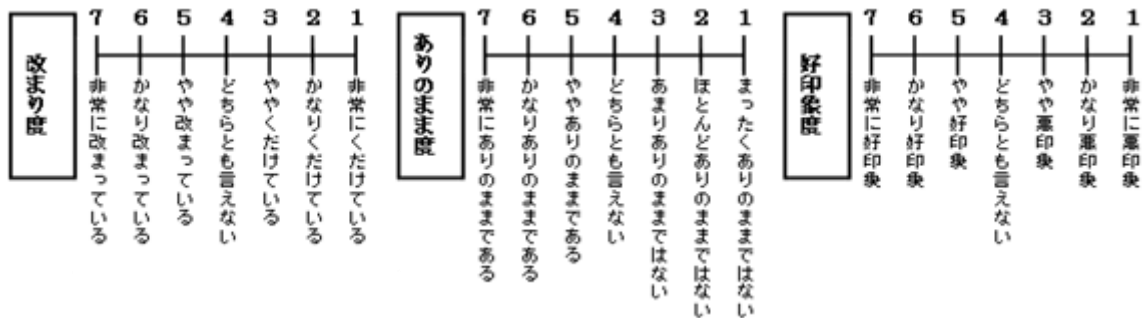 改まり度
7 非常に改まっている
6 かなり改まっている
5 やや改まっている
4 どちらとも言えない
3 ややくだけている
2 かなりくだけている
1 非常にくだけている
ありのまま度
7 非常にありのままである
6 かなりありのままである
5 ややありのままである
4 どちらとも言えない
3 あまりありのままではない
2 ほとんどありのままではない
1 まったくありのままではない
好印象度
7 非常に好印象
6 かなり好印象
5 やや好印象
4 どちらとも言えない
3 やや悪印象
2 かなり悪印象
1 非常に悪印象